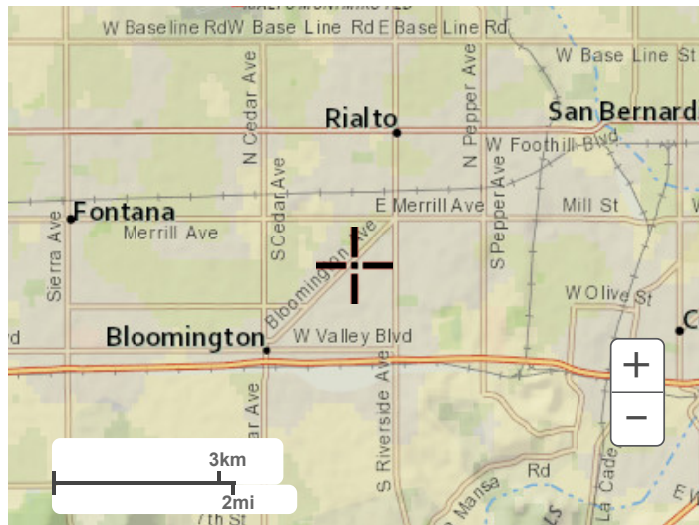 W Baseline Rd
W Base Line Rd
E Base Line Rd
W Base Line St
N Cedar Ave
N Pepper Ave
Rialto
San Bernard
W Foothill Blvd
S Cedar Ave
S Pepper Ave
E Merrill Ave
Mill St
Fontana
Merrill Ave
Sierra Ave
Bloomington Ave
W Olive St
Bloomington
W Valley Blvd
S Riverside Ave
+
−
3km
2mi
7th St
Rd
La Cade